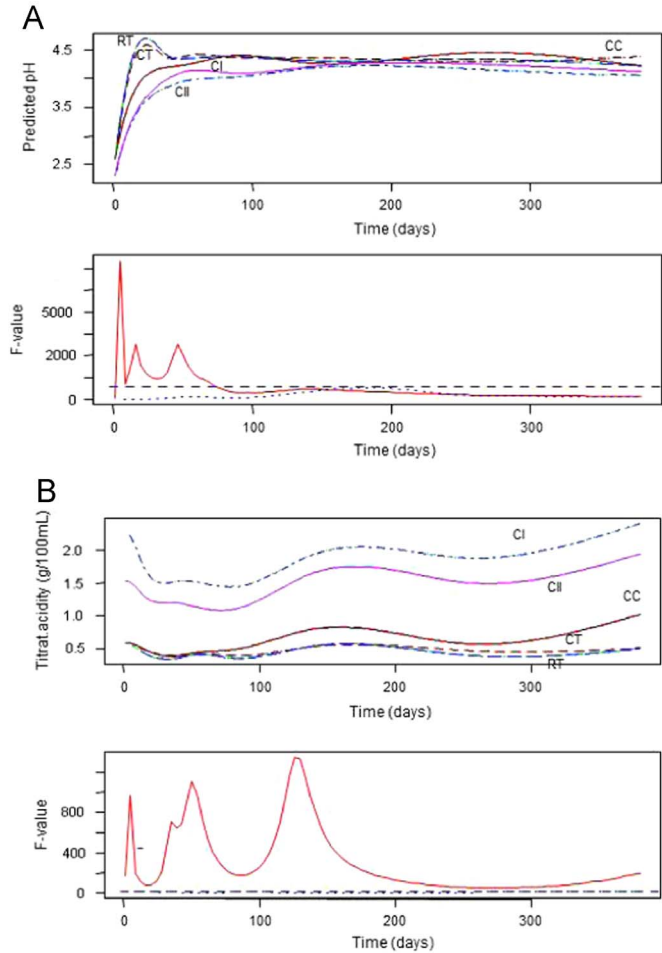 A
RT
CT
CI
CII
CC
4.5
3.5
2.5
Predicted pH
0
100
200
300
Time (days)
5000
2000
0
F-value
0
100
200
300
Time (days)
B
2.0
1.5
1.0
0.5
Titrat.acidity (g/100mL)
CI
CII
CC
CT
RT
0
100
200
300
Time (days)
800
400
0
F-value
0
100
200
300
Time (days)